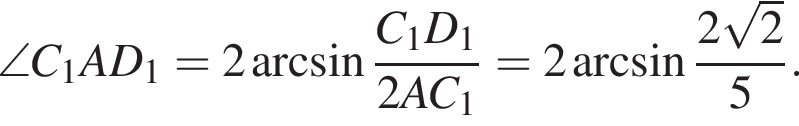 ∠C₁AD₁ = 2 arcsin C₁D₁/2AC₁ = 2 arcsin 2√2/5.